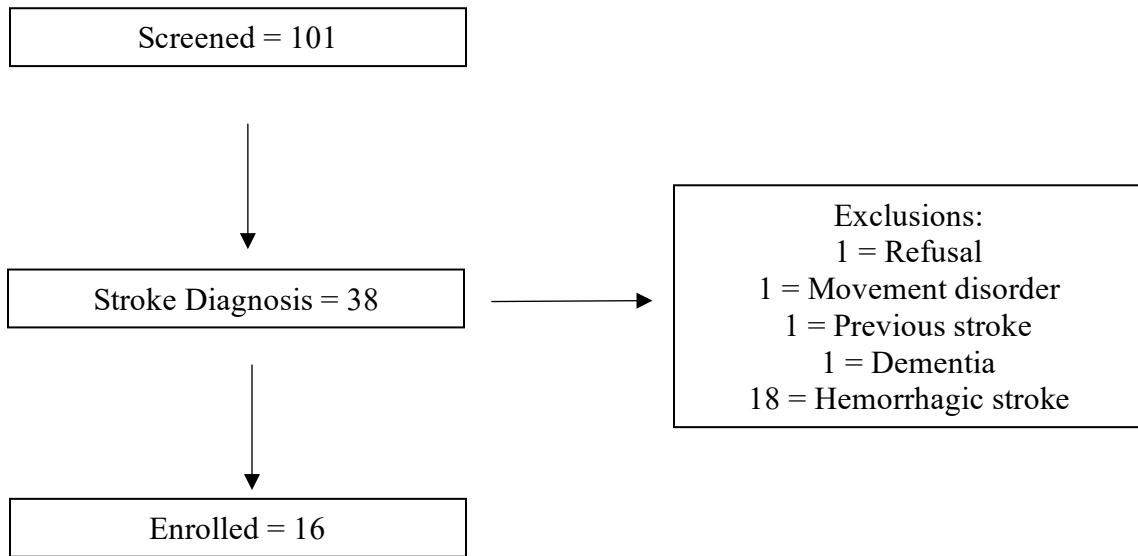 Screened = 101
Stroke Diagnosis = 38
Exclusions:
1 = Refusal
1 = Movement disorder
1 = Previous stroke
1 = Dementia
18 = Hemorrhagic stroke
Enrolled = 16